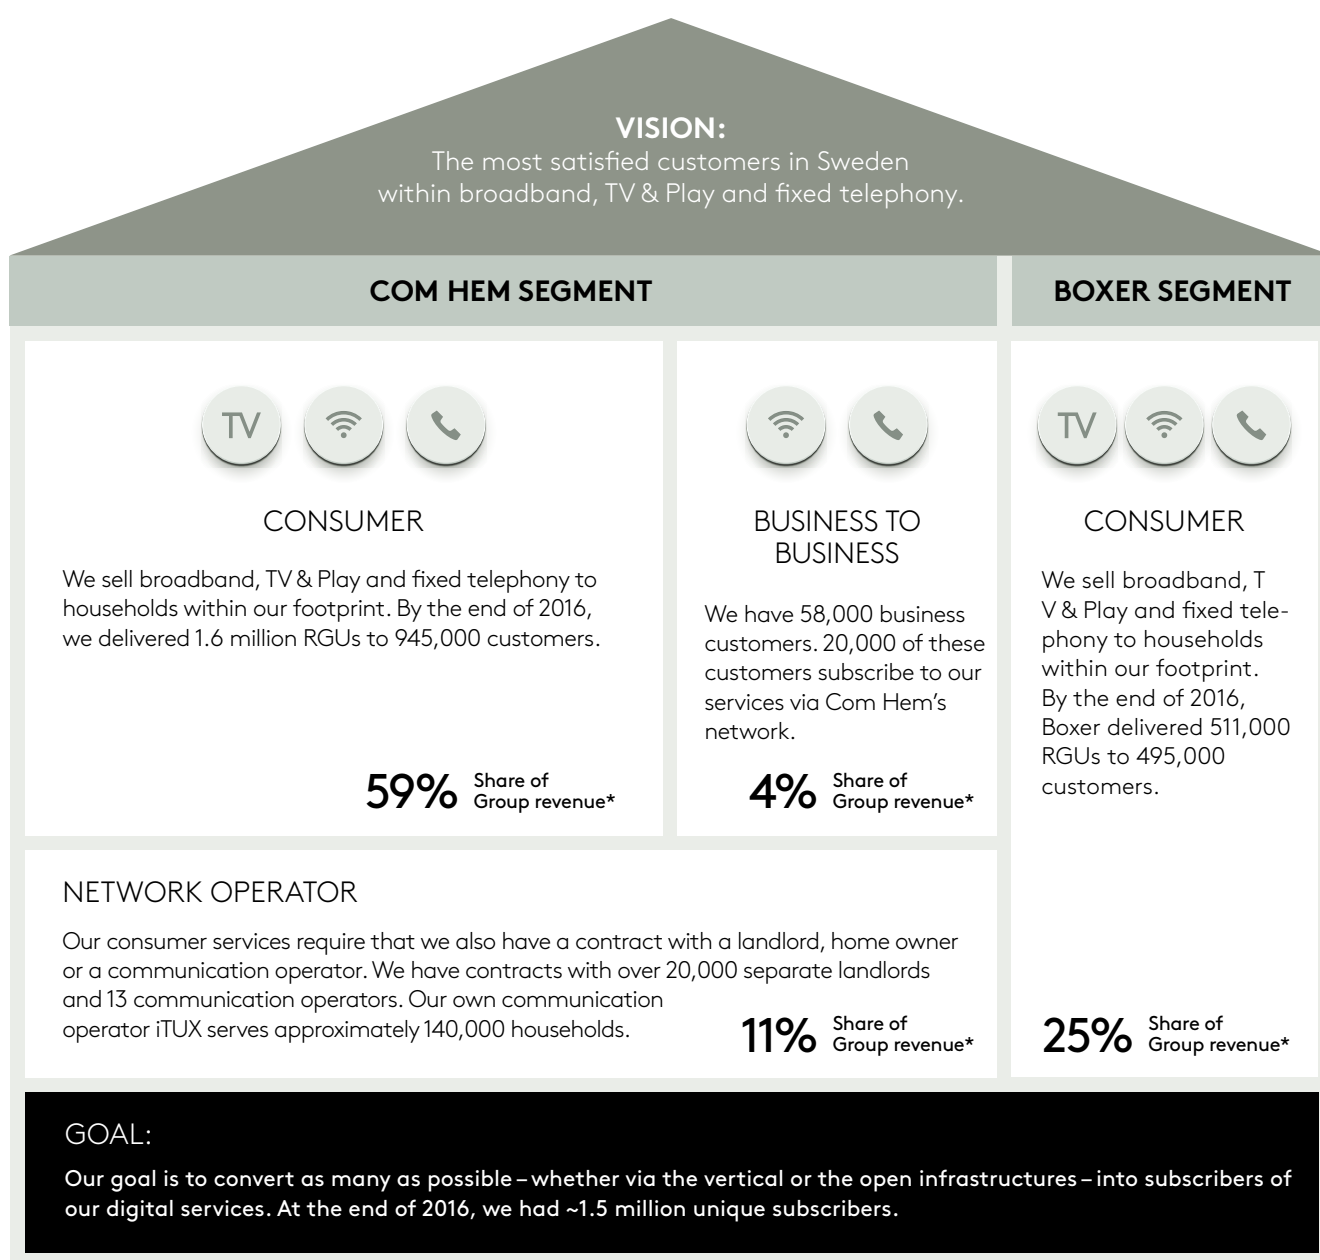 VISION:
The most satisfied customers in Sweden
within broadband, TV & Play and fixed telephony.
COM HEM SEGMENT
BOXER SEGMENT
TV
CONSUMER
We sell broadband, TV & Play and fixed telephony to
households within our footprint. By the end of 2016,
we delivered 1.6 million RGUs to 945,000 customers.
59% Share of
Group revenue*
BUSINESS TO
BUSINESS
We have 58,000 business
customers. 20,000 of these
customers subscribe to our
services via Com Hem’s
network.
4% Share of
Group revenue*
TV
CONSUMER
We sell broadband, T
V & Play and fixed tele-
phony to households
within our footprint.
By the end of 2016,
Boxer delivered 511,000
RGUs to 495,000
customers.
25% Share of
Group revenue*
NETWORK OPERATOR
Our consumer services require that we also have a contract with a landlord, home owner
or a communication operator. We have contracts with over 20,000 separate landlords
and 13 communication operators. Our own communication
operator iTUX serves approximately 140,000 households.
11% Share of
Group revenue*
GOAL:
Our goal is to convert as many as possible – whether via the vertical or the open infrastructures – into subscribers of
our digital services. At the end of 2016, we had ~1.5 million unique subscribers.